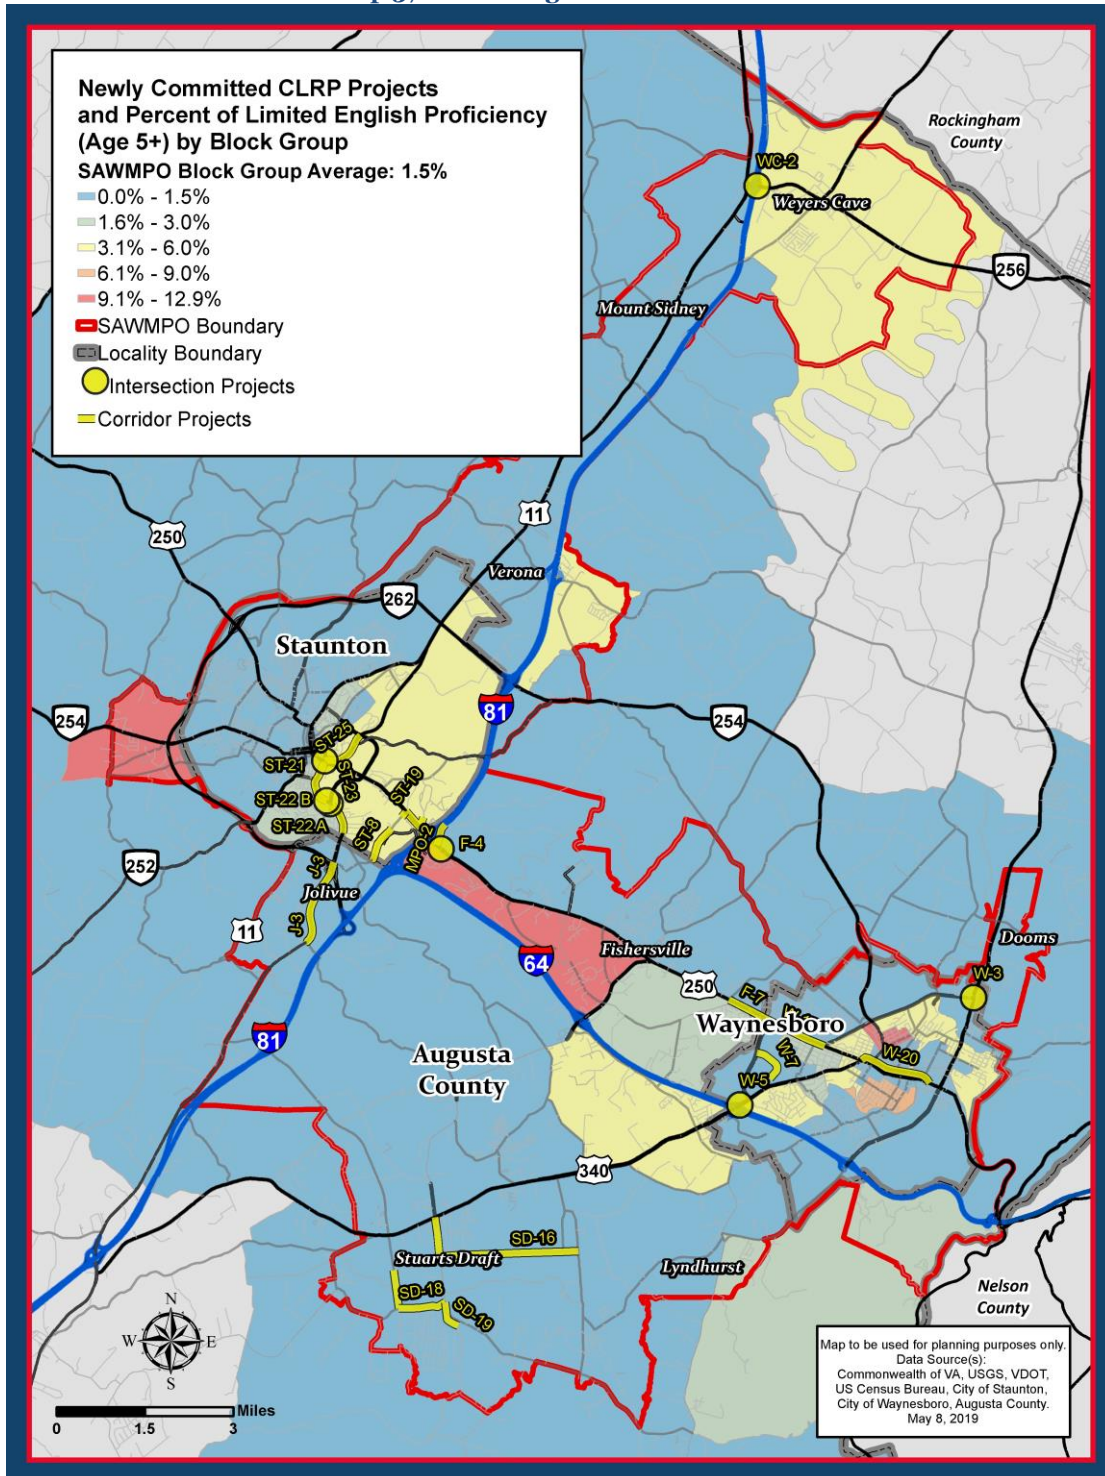 Newly Committed CLRP Projects
and Percent of Limited English Proficiency
(Age 5+) by Block Group
SAWMPO Block Group Average: 1.5%
0.0% - 1.5%
1.6% - 3.0%
3.1% - 6.0%
6.1% - 9.0%
9.1% - 12.9%
SAWMPO Boundary
Locality Boundary
Intersection Projects
Corridor Projects
Rockingham
County
WC-2
Weyers Cave
256
Mount Sidney
11
250
Verona
262
Staunton
81
254
254
ST-25
ST-21
ST-23
ST-19
ST-22 B
ST-22 A
ST-8
MPO-2
F-4
252
J-3
Jolivue
J-3
11
Fishersville
64
Dooms
250
W-3
F-7
Waynesboro
81
Augusta
County
W-7
W-20
W-5
340
SD-16
Stuarts Draft
Lyndhurst
SD-18
SD-19
Nelson
County
N
W
E
S
Miles
0
1.5
3
Map to be used for planning purposes only.
Data Source(s):
Commonwealth of VA, USGS, VDOT,
US Census Bureau, City of Staunton,
City of Waynesboro, Augusta County.
May 8, 2019